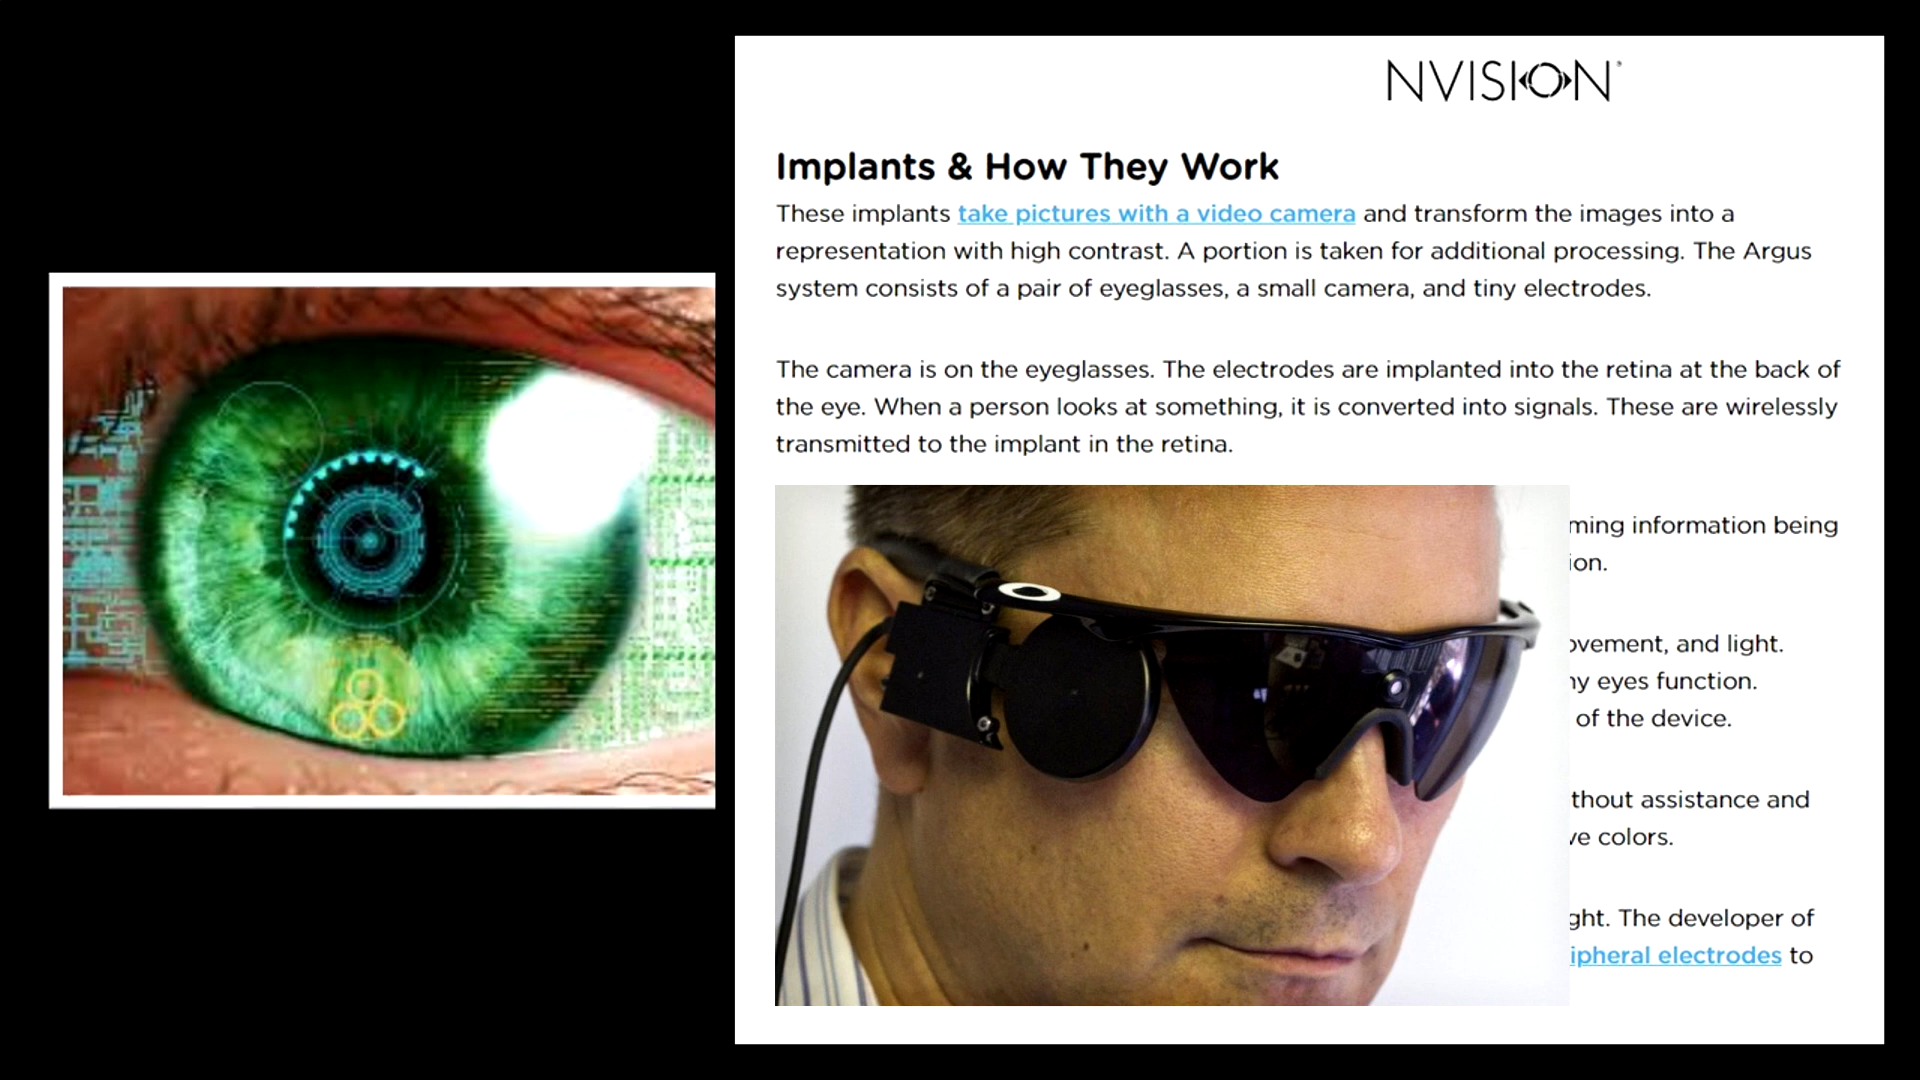 NVISION
Implants & How They Work
These implants take pictures with a video camera and transform the images into a
representation with high contrast. A portion is taken for additional processing. The Argus
system consists of a pair of eyeglasses, a small camera, and tiny electrodes.
The camera is on the eyeglasses. The electrodes are implanted into the retina at the back of
the eye. When a person looks at something, it is converted into signals. These are wirelessly
transmitted to the implant in the retina.
information being
ion.
ovement, and light.
eyes function.
of the device.
thout assistance and
colors.
ght. The developer of
ipheral electrodes to